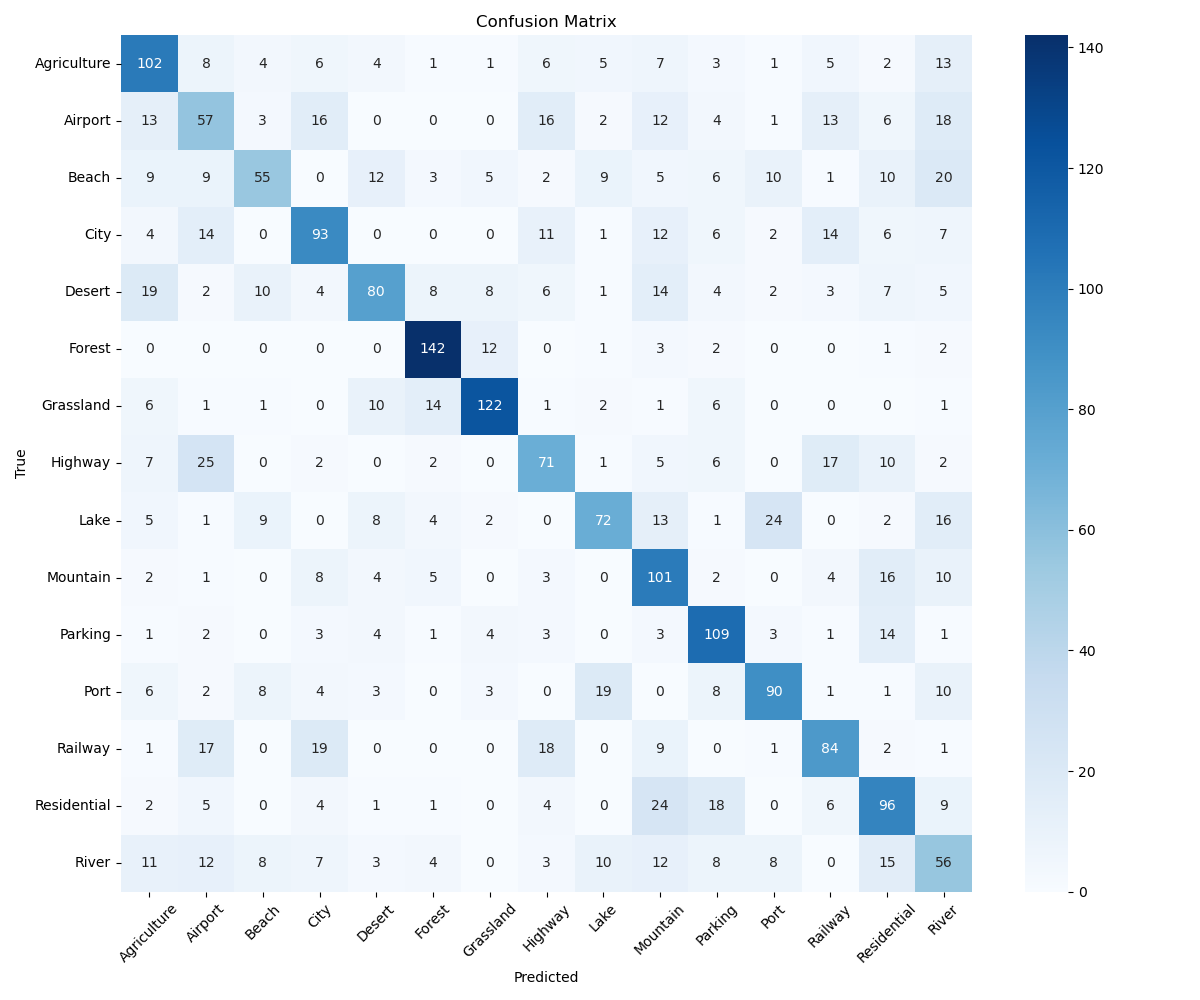 Confusion Matrix
Agriculture 102 8 4 6 4 1 1 6 5 7 3 1 5 2 13
Airport 13 57 3 16 0 0 0 16 2 12 4 1 13 6 18
Beach 9 9 55 0 12 3 5 2 9 5 6 10 1 10 20
City 4 14 0 93 0 0 0 11 1 12 6 2 14 6 7
Desert 19 2 10 4 80 8 8 6 1 14 4 2 3 7 5
Forest 0 0 0 0 0 142 12 0 1 3 2 0 0 1 2
Grassland 6 1 1 0 10 14 122 1 2 1 6 0 0 0 1
Highway 7 25 0 2 0 2 0 71 1 5 6 0 17 10 2
Lake 5 1 9 0 8 4 2 0 72 13 1 24 0 2 16
Mountain 2 1 0 8 4 5 0 3 0 101 2 0 4 16 10
Parking 1 2 0 3 4 1 4 3 0 3 109 3 1 14 1
Port 6 2 8 4 3 0 3 0 19 0 8 90 1 1 10
Railway 1 17 0 19 0 0 0 18 0 9 0 1 84 2 1
Residential 2 5 0 4 1 1 0 4 0 24 18 0 6 96 9
River 11 12 8 7 3 4 0 3 10 12 8 8 0 15 56
Agriculture Airport Beach City Desert Forest Grassland Highway Lake Mountain Parking Port Railway Residential River
Predicted
True
140
120
100
80
60
40
20
0